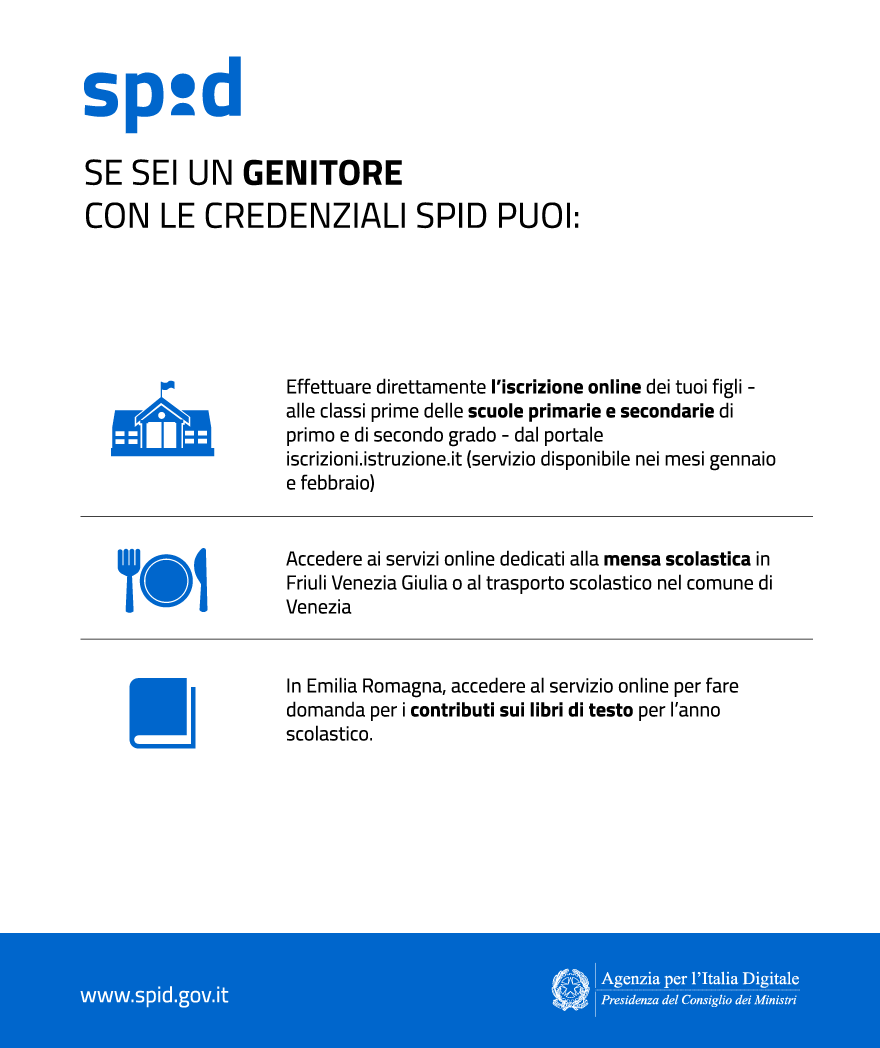 spid
SE SEI UN GENITORE
CON LE CREDENZIALI SPID PUOI:
Effettuare direttamente l'iscrizione online dei tuoi figli -
alle classi prime delle scuole primarie e secondarie di
primo e di secondo grado - dal portale
iscrizioni.istruzione.it (servizio disponibile nei mesi gennaio
e febbraio)
Accedere ai servizi online dedicati alla mensa scolastica in
Friuli Venezia Giulia o al trasporto scolastico nel comune di
Venezia
In Emilia Romagna, accedere al servizio online per fare
domanda per i contributi sui libri di testo per l'anno
scolastico.
www.spid.gov.it
Agenzia per l'Italia Digitale
Presidenza del Consiglio dei Ministri